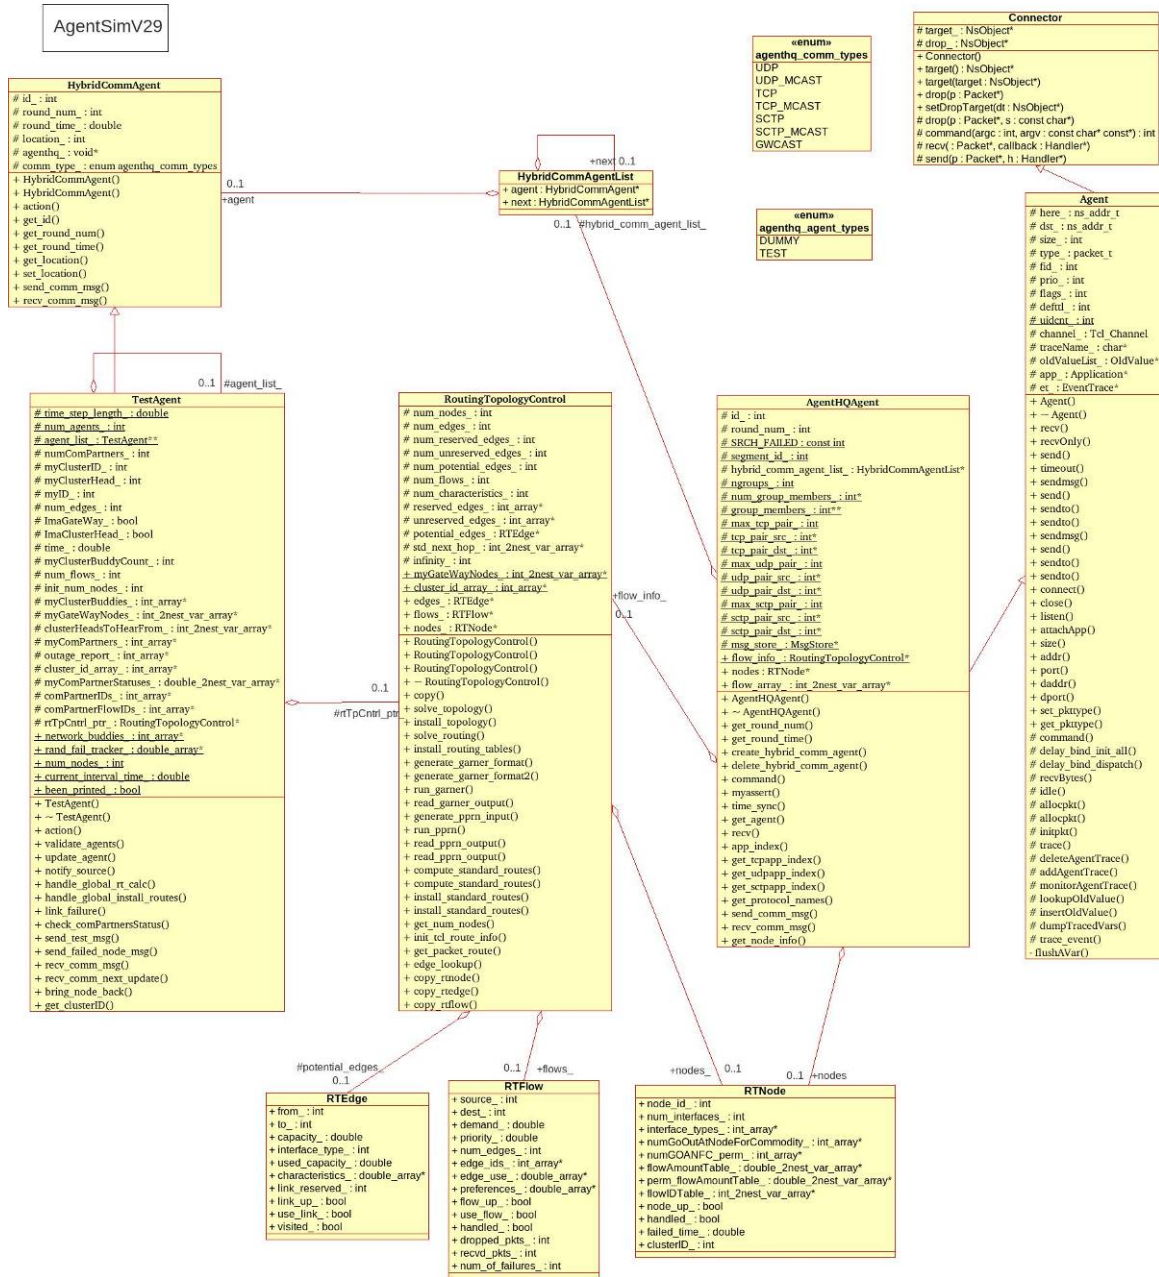 AgentSimV29
HybridCommAgent
# id_ : int
# round_num_ : int
# round_time_ : double
# location_ : int
# agenthq_ : void*
# comm_type_ : enum agenthq_comm_types
+ HybridCommAgent()
+ HybridCommAgent()
+ action()
+ get_id()
+ get_round_num()
+ get_round_time()
+ get_location()
+ set_location()
+ send_comm_msg()
+ recv_comm_msg()
0..1
+agent
+next 0..1
HybridCommAgentList
+ agent : HybridCommAgent*
+ next : HybridCommAgentList*
0..1 #hybrid_comm_agent_list_
«enum»
agenthq_comm_types
UDP
UDP_MCAST
TCP
TCP_MCAST
SCTP
SCTP_MCAST
GWCAST
«enum»
agenthq_agent_types
DUMMY
TEST
Connector
# target_ : NsObject*
# drop_ : NsObject*
+ Connector()
+ target() : NsObject*
+ target(target : NsObject*)
+ drop(p : Packet*)
+ setDropTarget(dt : NsObject*)
# drop(p : Packet*, s : const char*)
# command(argc : int, argv : const char* const*) : int
# recv( : Packet*, callback : Handler*)
# send(p : Packet*, h : Handler*)
Agent
# here_ : ns_addr_t
# dst_ : ns_addr_t
# size_ : int
# type_ : packet_t
# fid_ : int
# prio_ : int
# flags_ : int
# defttl_ : int
# uidcnt_ : int
# channel_ : Tcl_Channel
# traceName_ : char*
# oldValueList_ : OldValue*
# app_ : Application*
# et_ : EventTrace*
+ Agent()
+ ~ Agent()
+ recv()
+ recvOnly()
+ send()
+ timeout()
+ sendmsg()
+ send()
+ sendto()
+ sendto()
+ sendmsg()
+ send()
+ sendto()
+ sendto()
+ connect()
+ close()
+ listen()
+ attachApp()
+ size()
+ addr()
+ port()
+ daddr()
+ dport()
+ set_pkttype()
+ get_pkttype()
# command()
# delay_bind_init_all()
# delay_bind_dispatch()
# recvBytes()
# idle()
# allocpkt()
# allocpkt()
# initpkt()
# trace()
# deleteAgentTrace()
# addAgentTrace()
# monitorAgentTrace()
# lookupOldValue()
# insertOldValue()
# dumpTracedVars()
# trace_event()
- flushAVar()
0..1
#agent_list_
TestAgent
# time_step_length_ : double
# num_agents_ : int
# agent_list_ : TestAgent**
# numComPartners_ : int
# myClusterID_ : int
# myClusterHead_ : int
# myID_ : int
# num_edges_ : int
# ImaGateWay_ : bool
# ImaClusterHead_ : bool
# time_ : double
# myClusterBuddyCount_ : int
# num_flows_ : int
# init_num_nodes_ : int
# myClusterBuddies_ : int_array*
# myGateWayNodes_ : int_2nest_var_array*
# clusterHeadsToHearFrom_ : int_2nest_var_array*
# myComPartners_ : int_array*
# outage_report_ : int_array*
# cluster_id_array_ : int_array*
# myComPartnerStatuses_ : double_2nest_var_array*
# comPartnerIDs_ : int_array*
# comPartnerFlowIDs_ : int_array*
# rtTpCntrl_ptr_ : RoutingTopologyControl*
+ network_buddies_ : int_array*
+ rand_fail_tracker_ : double_array*
+ num_nodes_ : int
+ current_interval_time_ : double
+ been_printed_ : bool
+ TestAgent()
+ ~ TestAgent()
+ action()
+ validate_agents()
+ update_agent()
+ notify_source()
+ handle_global_rt_calc()
+ handle_global_install_routes()
+ link_failure()
+ check_comPartnersStatus()
+ send_test_msg()
+ send_failed_node_msg()
+ recv_comm_msg()
+ recv_comm_next_update()
+ bring_node_back()
+ get_clusterID()
0..1
#rtTpCntrl_ptr_
RoutingTopologyControl
# num_nodes_ : int
# num_edges_ : int
# num_reserved_edges_ : int
# num_unreserved_edges_ : int
# num_potential_edges_ : int
# num_flows_ : int
# num_characteristics_ : int
# reserved_edges_ : int_array*
# unreserved_edges_ : int_array*
# potential_edges_ : RTEdge*
# std_next_hop_ : int_2nest_var_array*
# infinity_ : int
+ myGateWayNodes_ : int_2nest_var_array*
+ cluster_id_array_ : int_array*
+ edges_ : RTEdge*
+ flows_ : RTFlow*
+ nodes_ : RTNode*
+ RoutingTopologyControl()
+ RoutingTopologyControl()
+ RoutingTopologyControl()
+ ~ RoutingTopologyControl()
+ copy()
+ solve_topology()
+ install_topology()
+ solve_routing()
+ install_routing_tables()
+ generate_garner_format()
+ generate_garner_format2()
+ run_garner()
+ read_garner_output()
+ generate_pprn_input()
+ run_pprn()
+ read_pprn_output()
+ read_pprn_output()
+ compute_standard_routes()
+ compute_standard_routes()
+ install_standard_routes()
+ install_standard_routes()
+ get_num_nodes()
+ init_tcl_route_info()
+ get_packet_route()
+ edge_lookup()
+ copy_rtnode()
+ copy_rtedge()
+ copy_rtflow()
+flow_info_
0..1
AgentHQAgent
# id_ : int
# round_num_ : int
# SRCH_FAILED : const int
# segment_id_ : int
# hybrid_comm_agent_list_ : HybridCommAgentList*
# ngroups_ : int
# num_group_members_ : int*
# group_members_ : int**
# max_tcp_pair_ : int
# tcp_pair_src_ : int*
# tcp_pair_dst_ : int*
# max_udp_pair_ : int
# udp_pair_src_ : int*
# udp_pair_dst_ : int*
# max_sctp_pair_ : int
# sctp_pair_src_ : int*
# sctp_pair_dst_ : int*
# msg_store_ : MsgStore*
+ flow_info_ : RoutingTopologyControl*
+ nodes : RTNode*
+ flow_array_ : int_2nest_var_array*
+ AgentHQAgent()
+ ~ AgentHQAgent()
+ get_round_num()
+ get_round_time()
+ create_hybrid_comm_agent()
+ delete_hybrid_comm_agent()
+ command()
+ myassert()
+ time_sync()
+ get_agent()
+ recv()
+ app_index()
+ get_tcpapp_index()
+ get_udpapp_index()
+ get_sctpapp_index()
+ get_protocol_names()
+ send_comm_msg()
+ recv_comm_msg()
+ get_node_info()
#potential_edges_
0..1
RTEdge
+ from_ : int
+ to_ : int
+ capacity_ : double
+ interface_type_ : int
+ used_capacity_ : double
+ characteristics_ : double_array*
+ link_reserved_ : int
+ link_up_ : bool
+ use_link_ : bool
+ visited_ : bool
0..1
+flows_
RTFlow
+ source_ : int
+ dest_ : int
+ demand_ : double
+ priority_ : double
+ num_edges_ : int
+ edge_ids_ : int_array*
+ edge_use_ : double_array*
+ preferences_ : double_array*
+ flow_up_ : bool
+ use_flow_ : bool
+ handled_ : bool
+ dropped_pkts_ : int
+ recvd_pkts_ : int
+ num_of_failures_ : int
+nodes_
0..1
0..1
+nodes
RTNode
+ node_id_ : int
+ num_interfaces_ : int
+ interface_types_ : int_array*
+ numGoOutAtNodeForCommodity_ : int_array*
+ numGOANFC_perm_ : int_array*
+ flowAmountTable_ : double_2nest_var_array*
+ perm_flowAmountTable_ : double_2nest_var_array*
+ flowIDTable_ : int_2nest_var_array*
+ node_up_ : bool
+ handled_ : bool
+ failed_time_ : double
+ clusterID_ : int